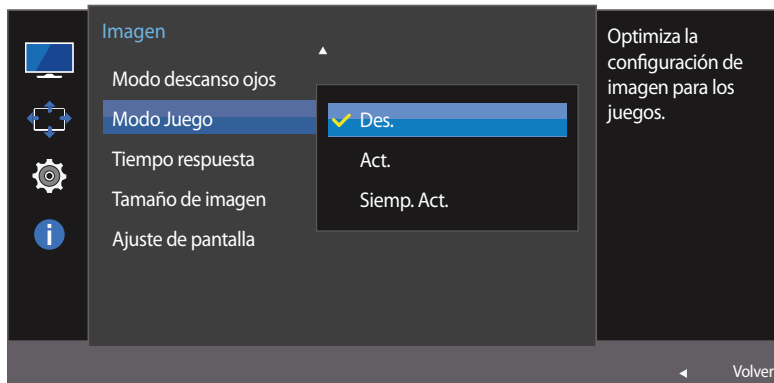 Imagen
Modo descanso ojos
Modo Juego
Tiempo respuesta
Tamaño de imagen
Ajuste de pantalla
Des.
Act.
Siemp. Act.
Optimiza la
configuración de
imagen para los
juegos.
Volver